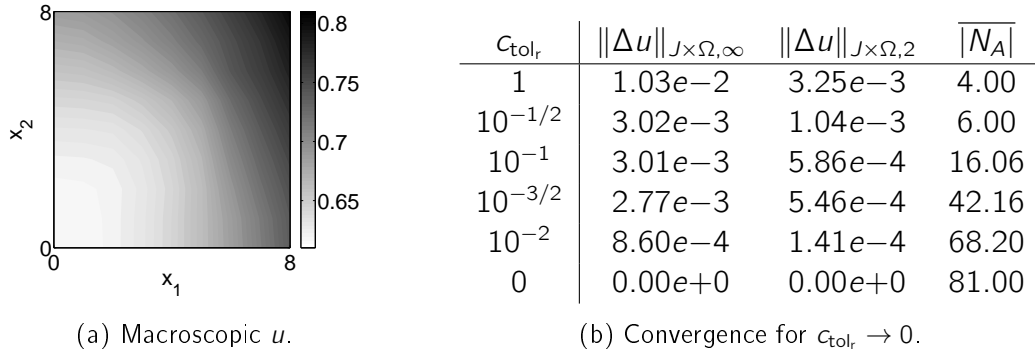 8
x₂
0
0
x₁
8
0.8
0.75
0.7
0.65
(a) Macroscopic u.
c_tol_r ‖Δu‖_{J×Ω,∞} ‖Δu‖_{J×Ω,2} |N_A|
1 1.03e−2 3.25e−3 4.00
10^{−1/2} 3.02e−3 1.04e−3 6.00
10^{−1} 3.01e−3 5.86e−4 16.06
10^{−3/2} 2.77e−3 5.46e−4 42.16
10^{−2} 8.60e−4 1.41e−4 68.20
0 0.00e+0 0.00e+0 81.00
(b) Convergence for c_tol_r → 0.